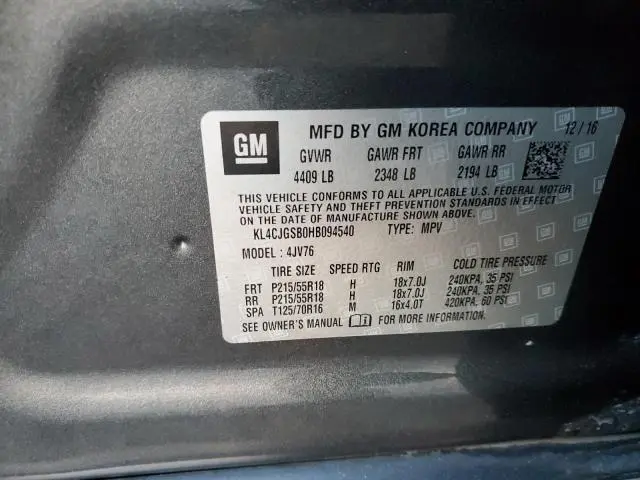 GM MFD BY GM KOREA COMPANY 12/16
GVWR GAWR FRT GAWR RR
4409 LB 2348 LB 2194 LB
THIS VEHICLE CONFORMS TO ALL APPLICABLE U.S. FEDERAL MOTOR
VEHICLE SAFETY AND THEFT PREVENTION STANDARDS IN EFFECT
ON THE DATE OF MANUFACTURE SHOWN ABOVE.
KL4CJGSB0HB094540 TYPE: MPV
MODEL: 4JV76
TIRE SIZE SPEED RTG RIM COLD TIRE PRESSURE
FRT P215/55R18 H 18x7.0J 240KPA, 35 PSI
RR P215/55R18 H 18x7.0J 240KPA, 35 PSI
SPA T125/70R16 M 16x4.0T 420KPA, 60 PSI
SEE OWNER'S MANUAL FOR MORE INFORMATION.